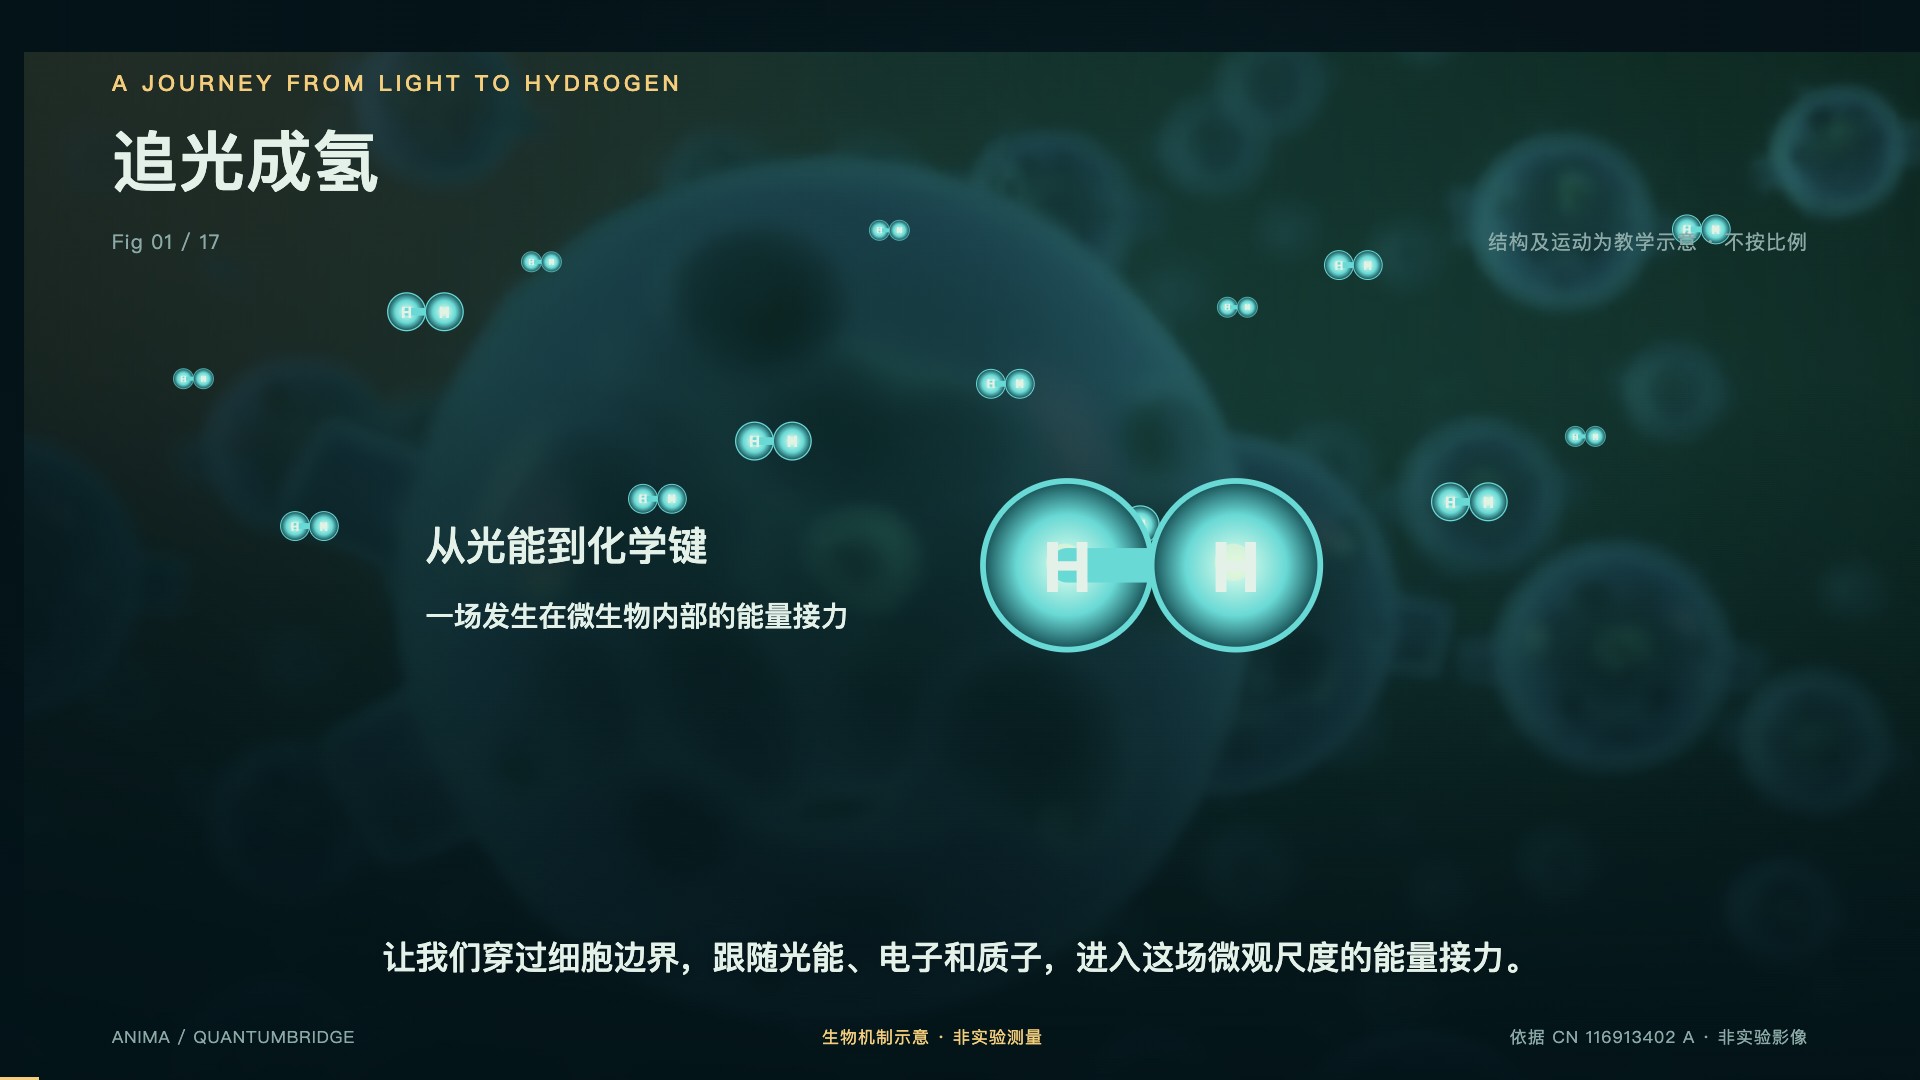 A JOURNEY FROM LIGHT TO HYDROGEN
追光成氢
Fig 01 / 17
结构及运动为教学示意 · 不按比例
从光能到化学键
一场发生在微生物内部的能量接力
H H
让我们穿过细胞边界，跟随光能、电子和质子，进入这场微观尺度的能量接力。
ANIMA / QUANTUMBRIDGE
生物机制示意 · 非实验测量
依据 CN 116913402 A · 非实验影像